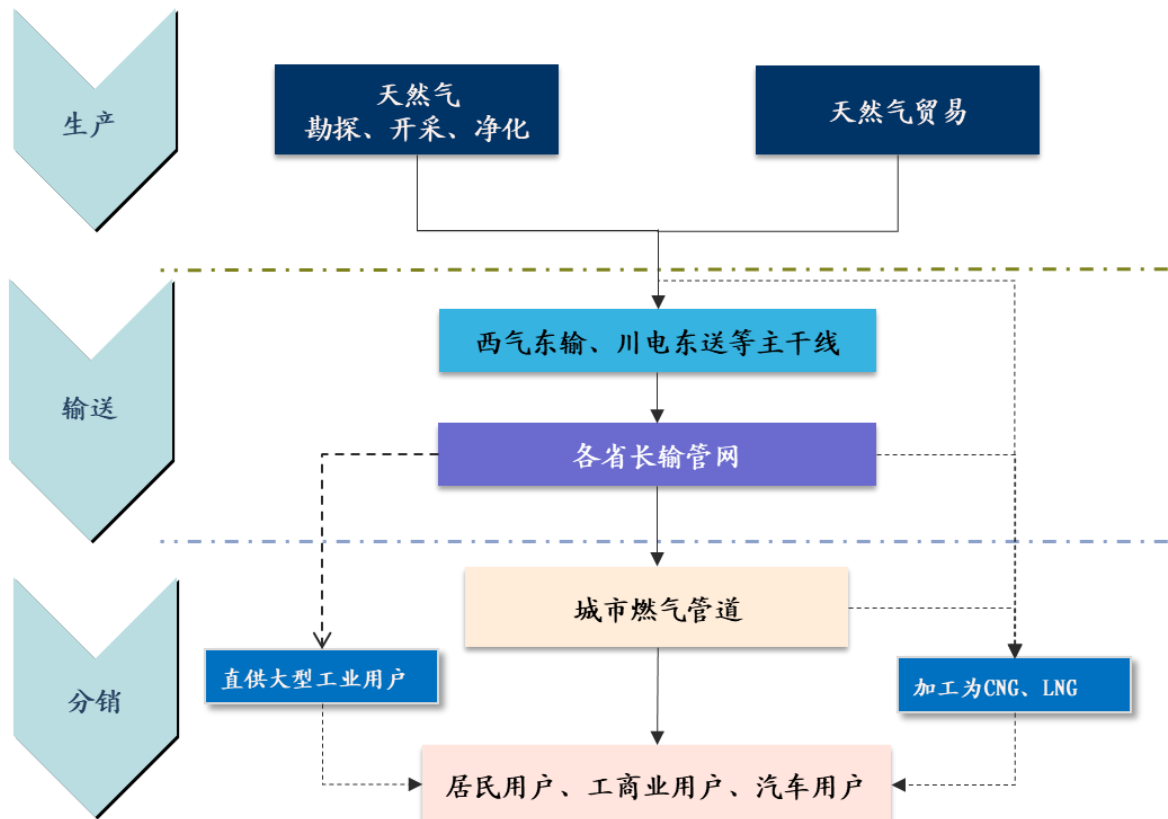 生产
天然气
勘探、开采、净化
天然气贸易
输送
西气东输、川电东送等主干线
各省长输管网
分销
城市燃气管道
直供大型工业用户
加工为CNG、LNG
居民用户、工商业用户、汽车用户